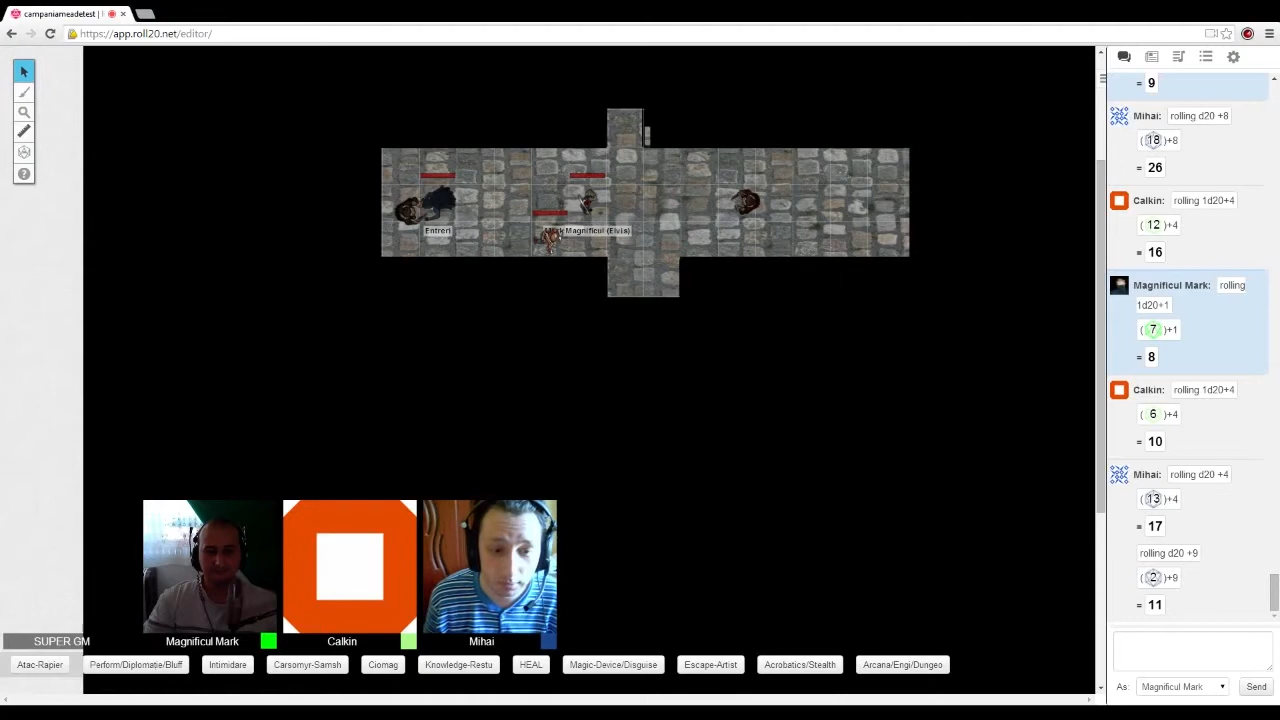 campaniameadetest |
https://app.roll20.net/editor/
= 9
Mihai: rolling d20 +8
(18)+8
= 26
Calkin: rolling 1d20+4
(12)+4
= 16
Magnificul Mark: rolling
1d20+1
(7)+1
= 8
Calkin: rolling 1d20+4
(6)+4
= 10
Mihai: rolling d20 +4
(13)+4
= 17
rolling d20 +9
(2)+9
= 11
Entreri
Magnificul (Elvis)
SUPER GM
Magnificul Mark
Calkin
Mihai
Atac-Rapier
Perform/Diplomatie/Bluff
Intimidare
Carsomyr-Samsh
Ciomag
Knowledge-Restu
HEAL
Magic-Device/Disguise
Escape-Artist
Acrobatics/Stealth
Arcana/Engi/Dungeo
As: Magnificul Mark
Send